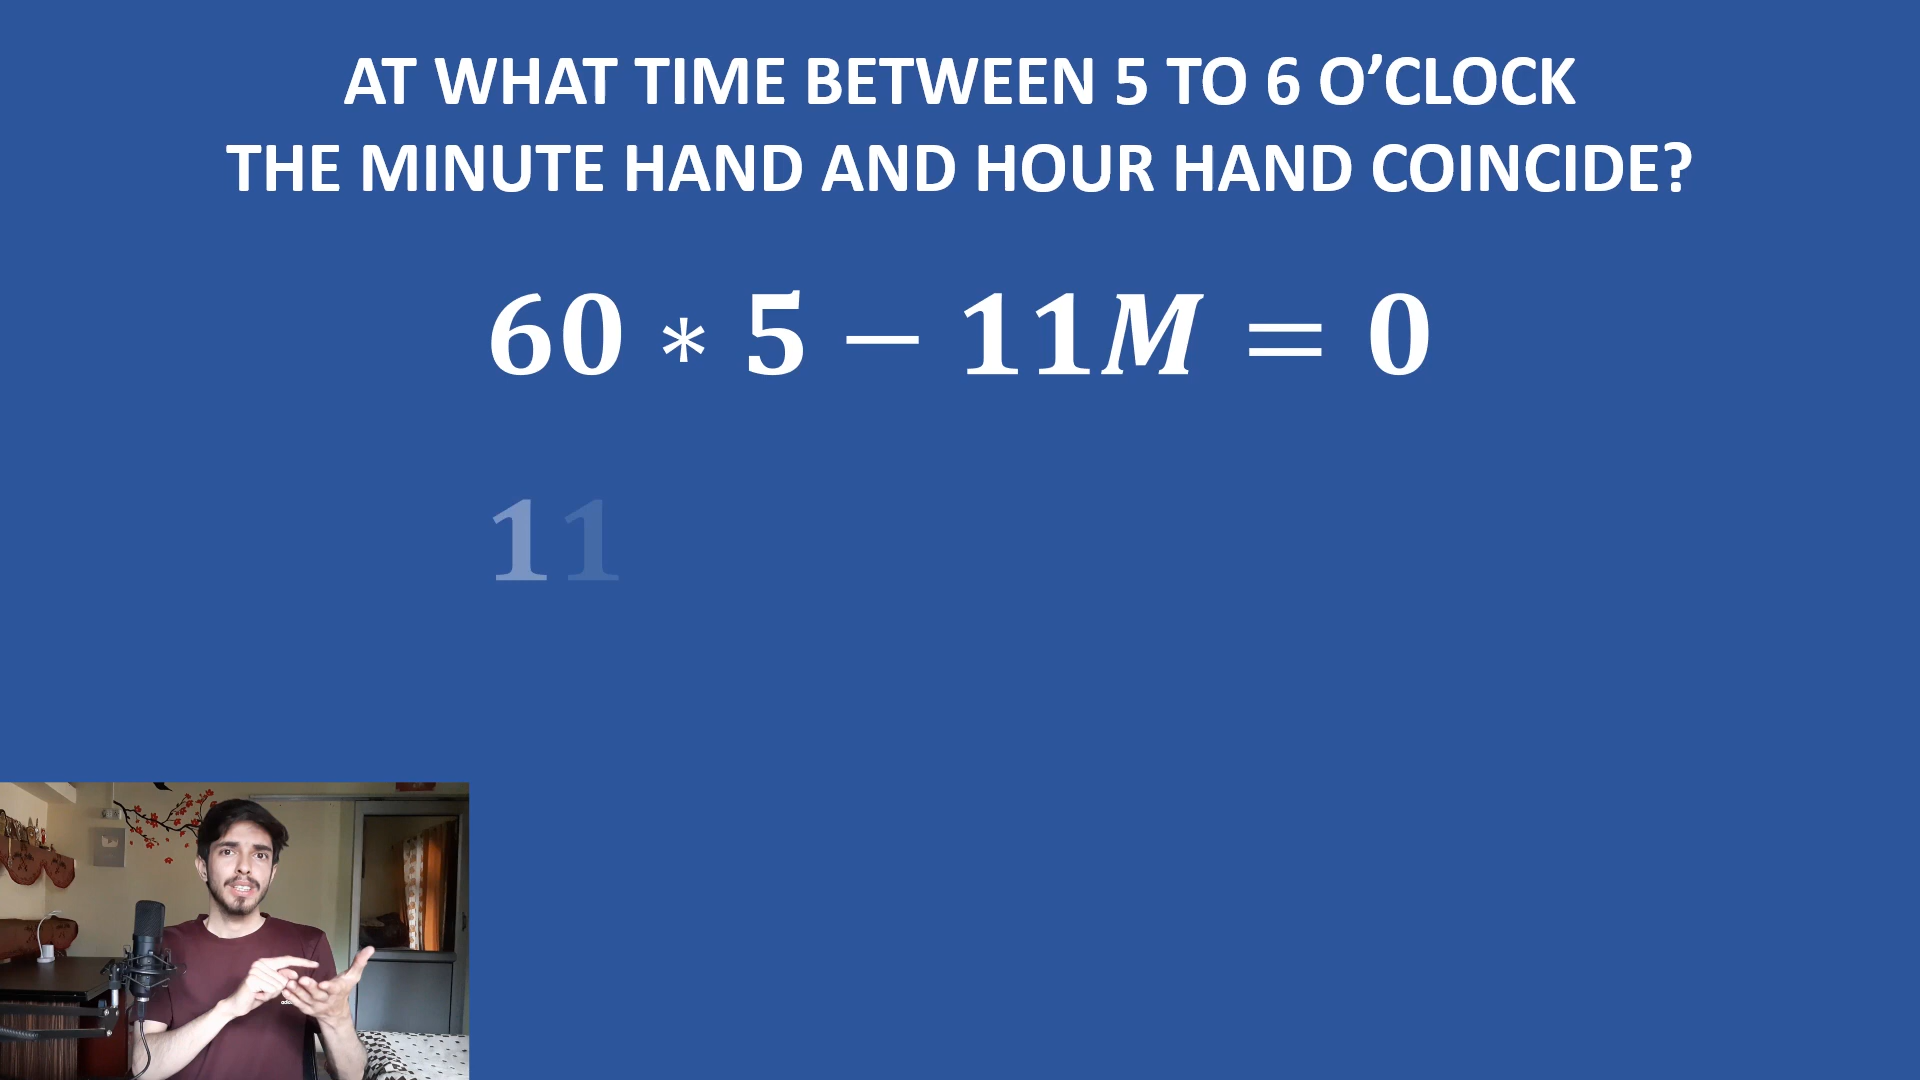 AT WHAT TIME BETWEEN 5 TO 6 O’CLOCK
THE MINUTE HAND AND HOUR HAND COINCIDE?
60 * 5 − 11M = 0
11